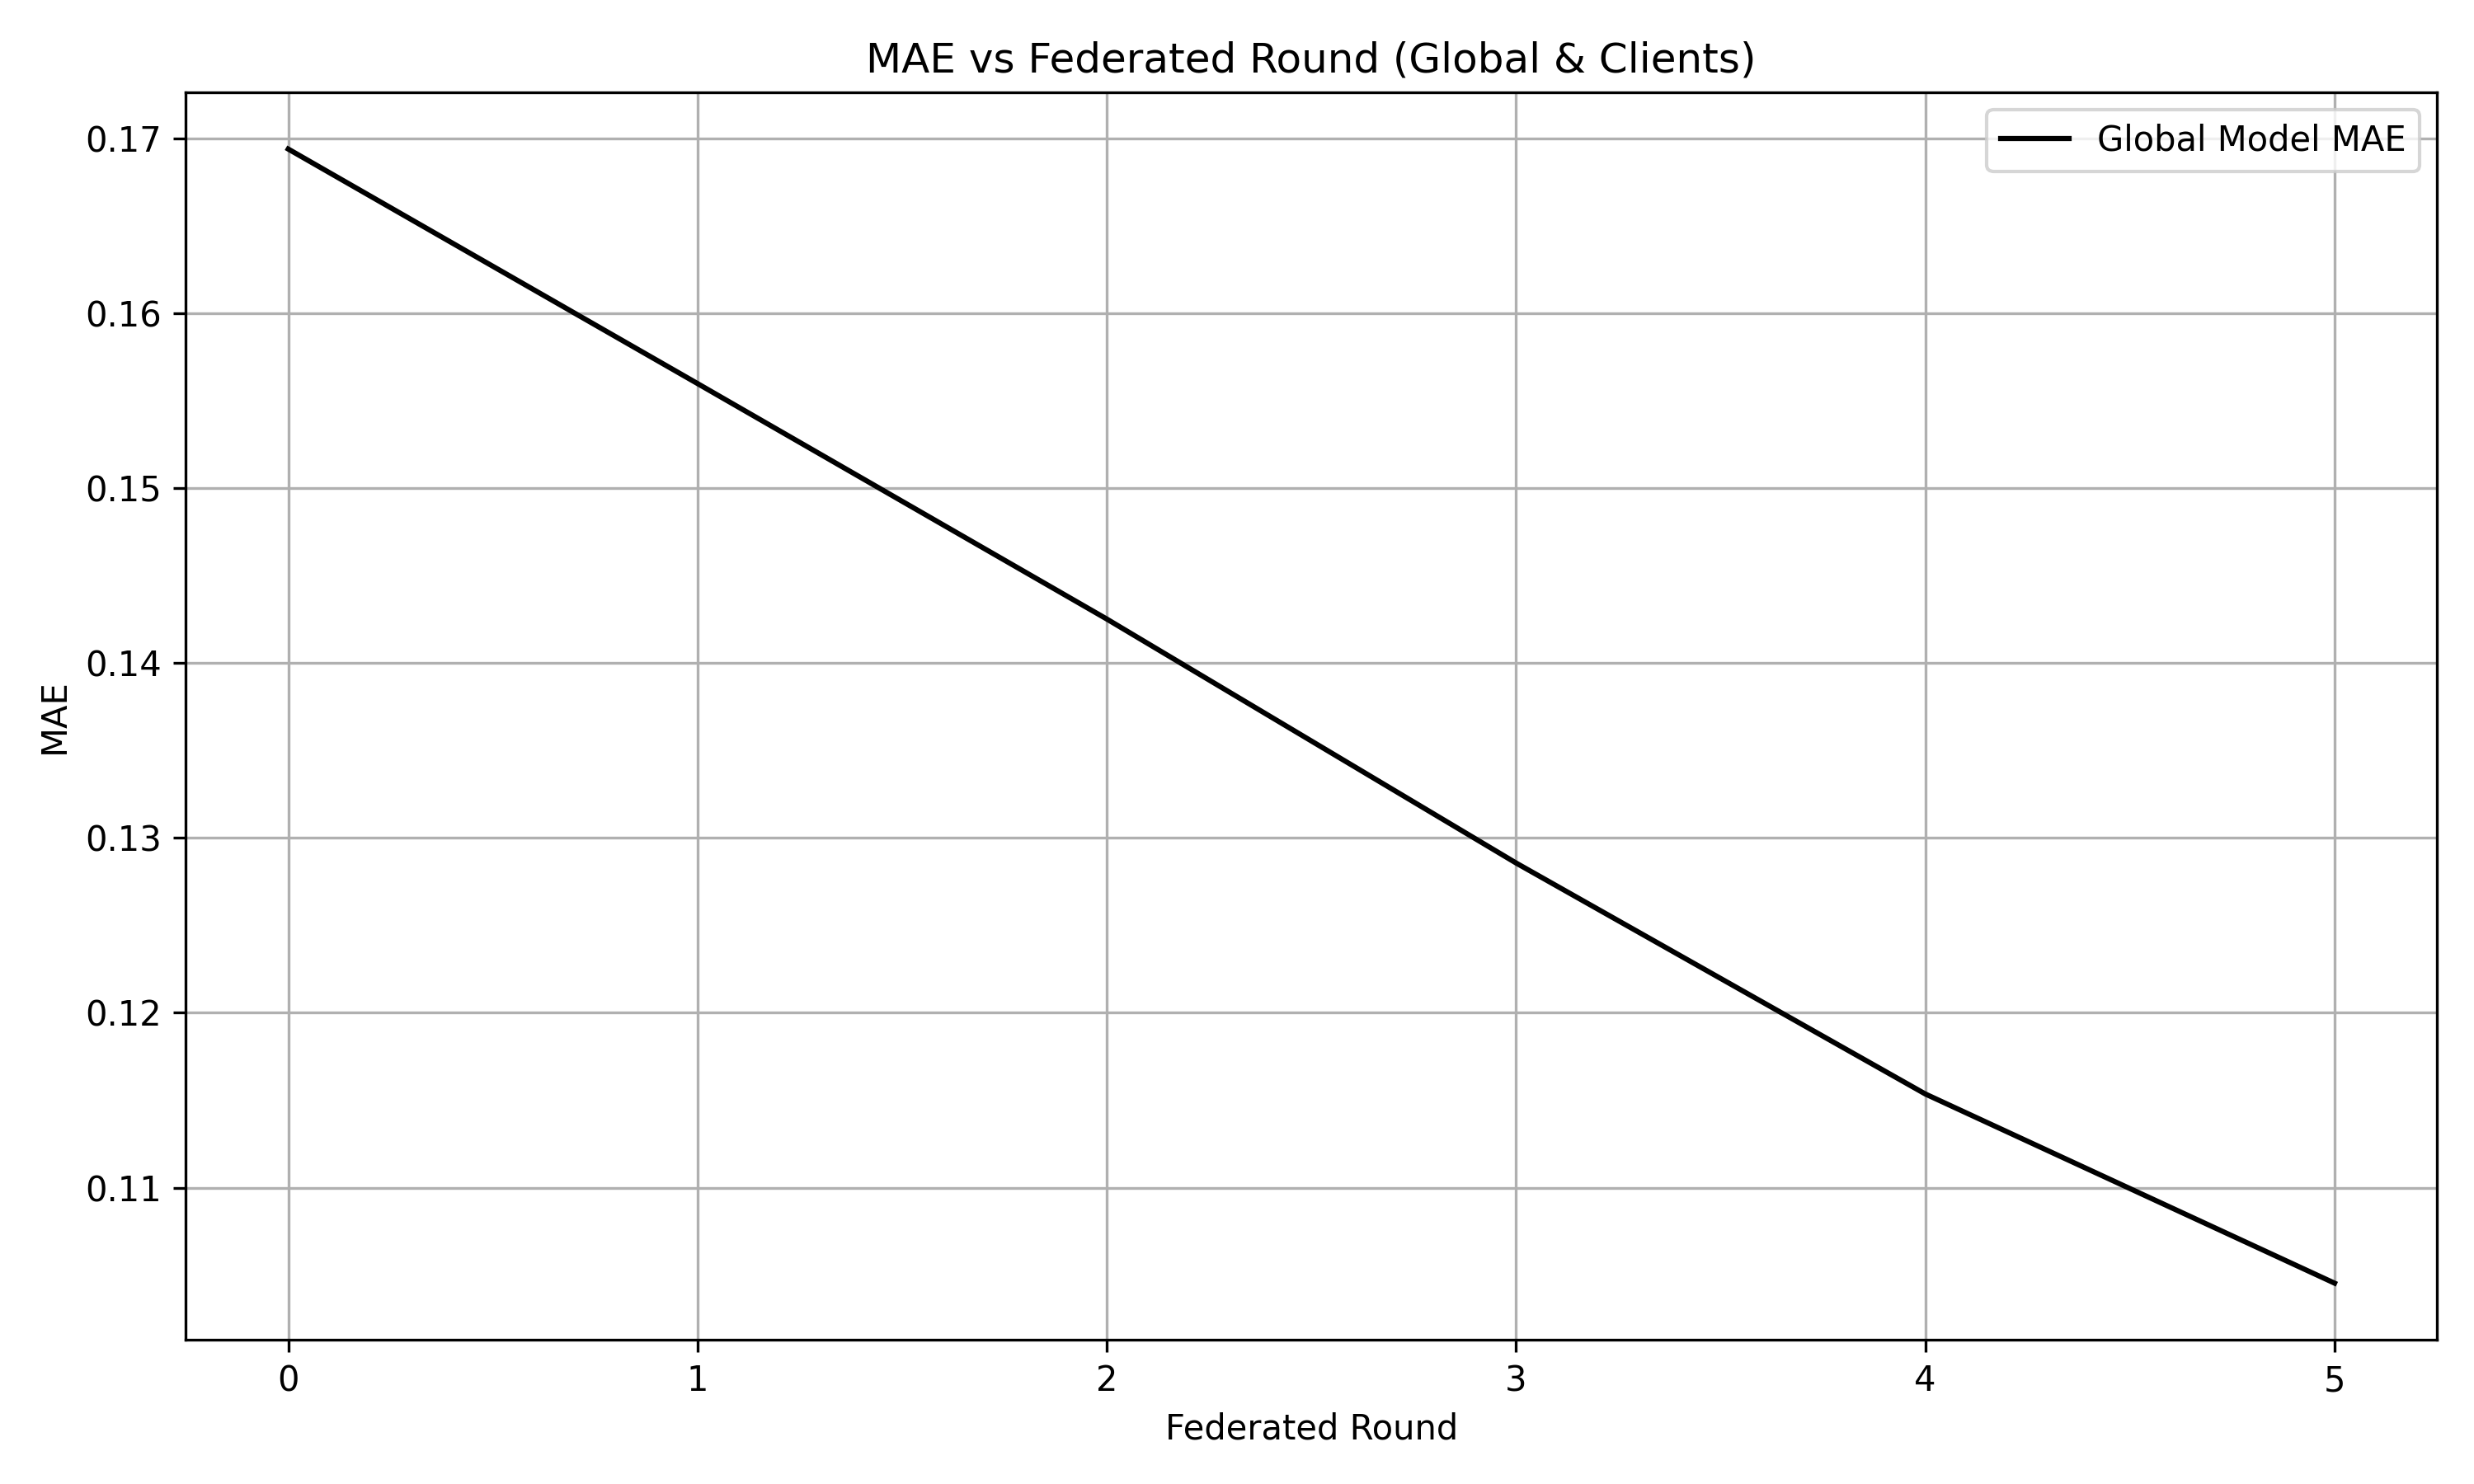 MAE vs Federated Round (Global & Clients)
Global Model MAE
0.17
0.16
0.15
0.14
0.13
0.12
0.11
MAE
0 1 2 3 4 5
Federated Round